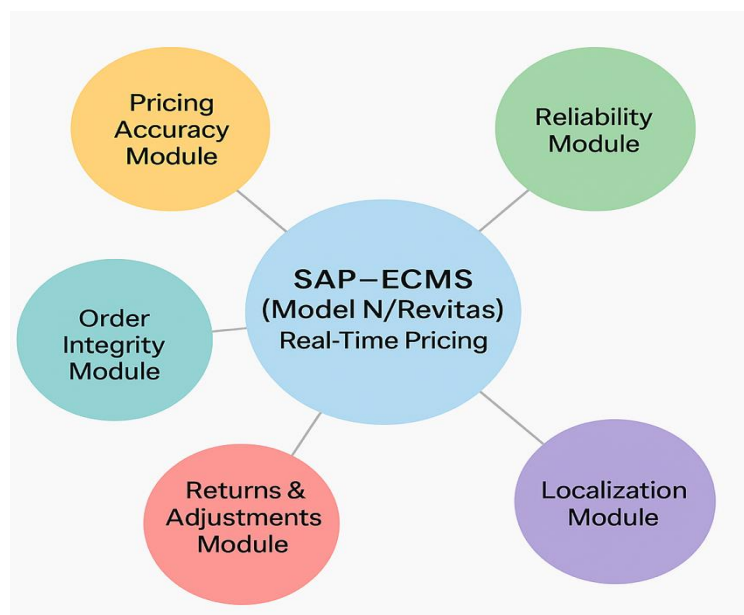 Pricing
Accuracy
Module
Reliability
Module
SAP–ECMS
(Model N/Revitas)
Real-Time Pricing
Order
Integrity
Module
Returns &
Adjustments
Module
Localization
Module